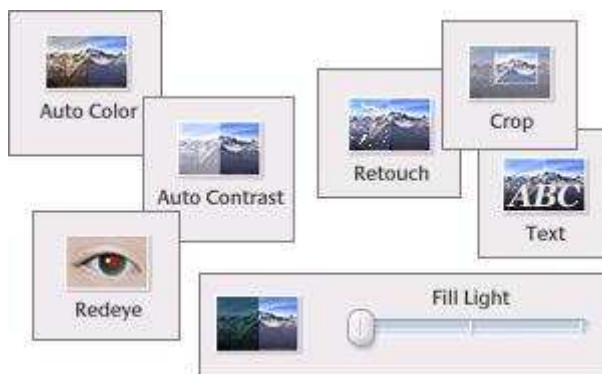 Auto Color
Auto Contrast
Redeye
Retouch
Crop
ABC
Text
Fill Light